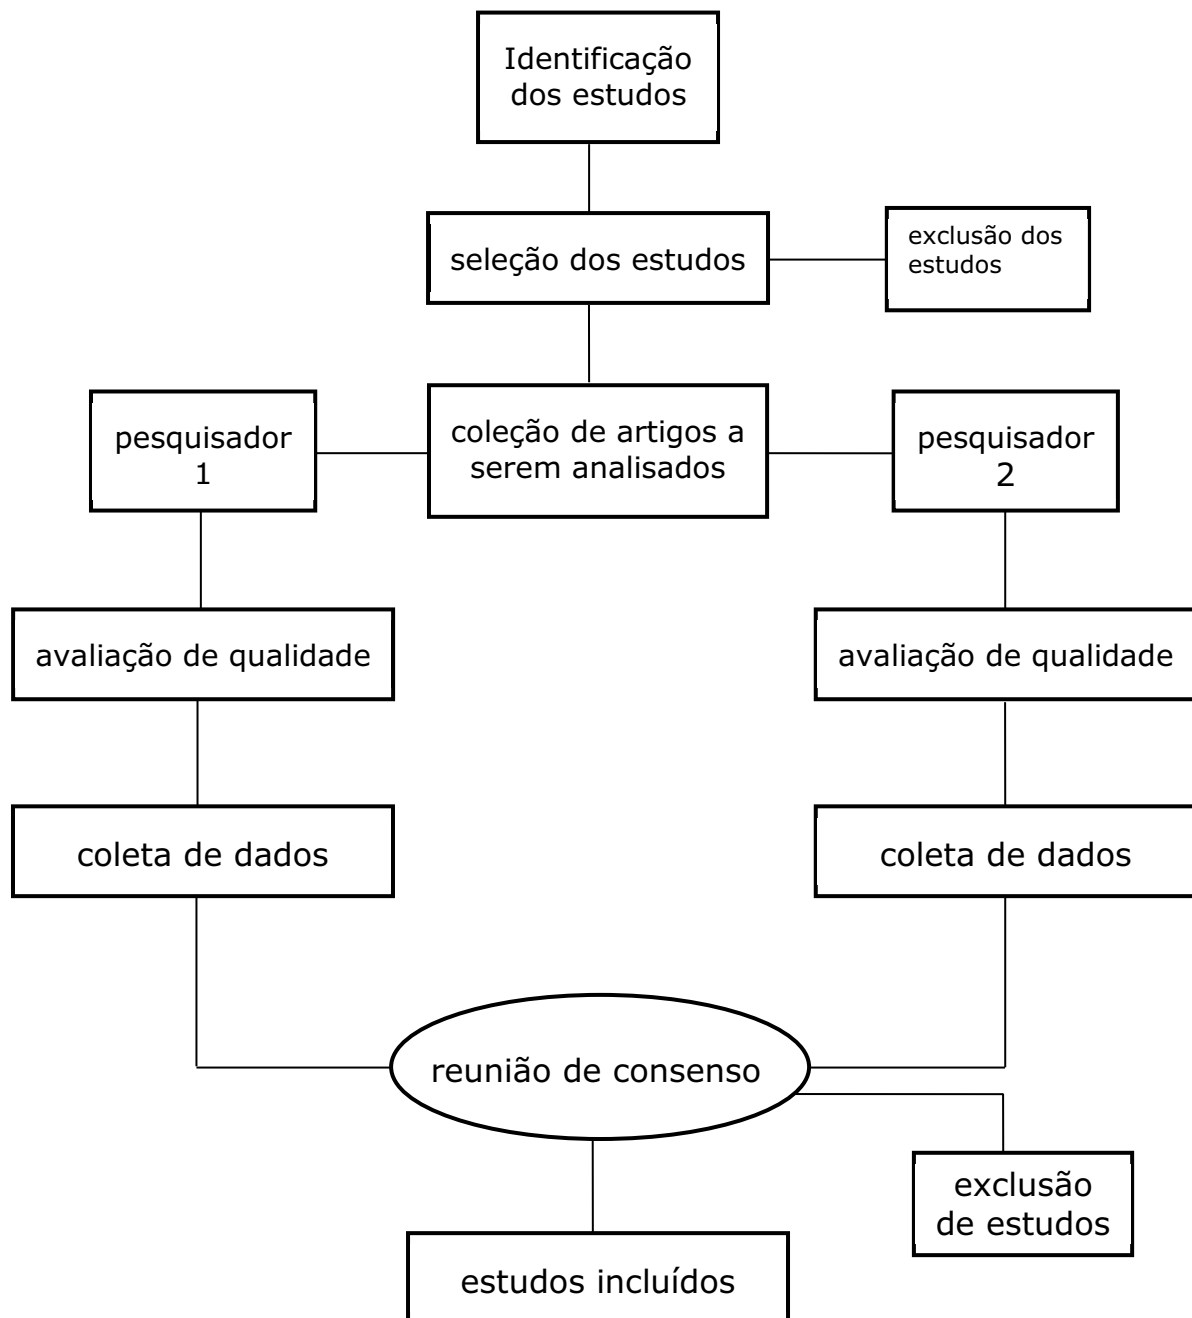 Identificação
dos estudos
seleção dos estudos
exclusão dos
estudos
pesquisador
1
coleção de artigos a
serem analisados
pesquisador
2
avaliação de qualidade
avaliação de qualidade
coleta de dados
coleta de dados
reunião de consenso
exclusão
de estudos
estudos incluídos